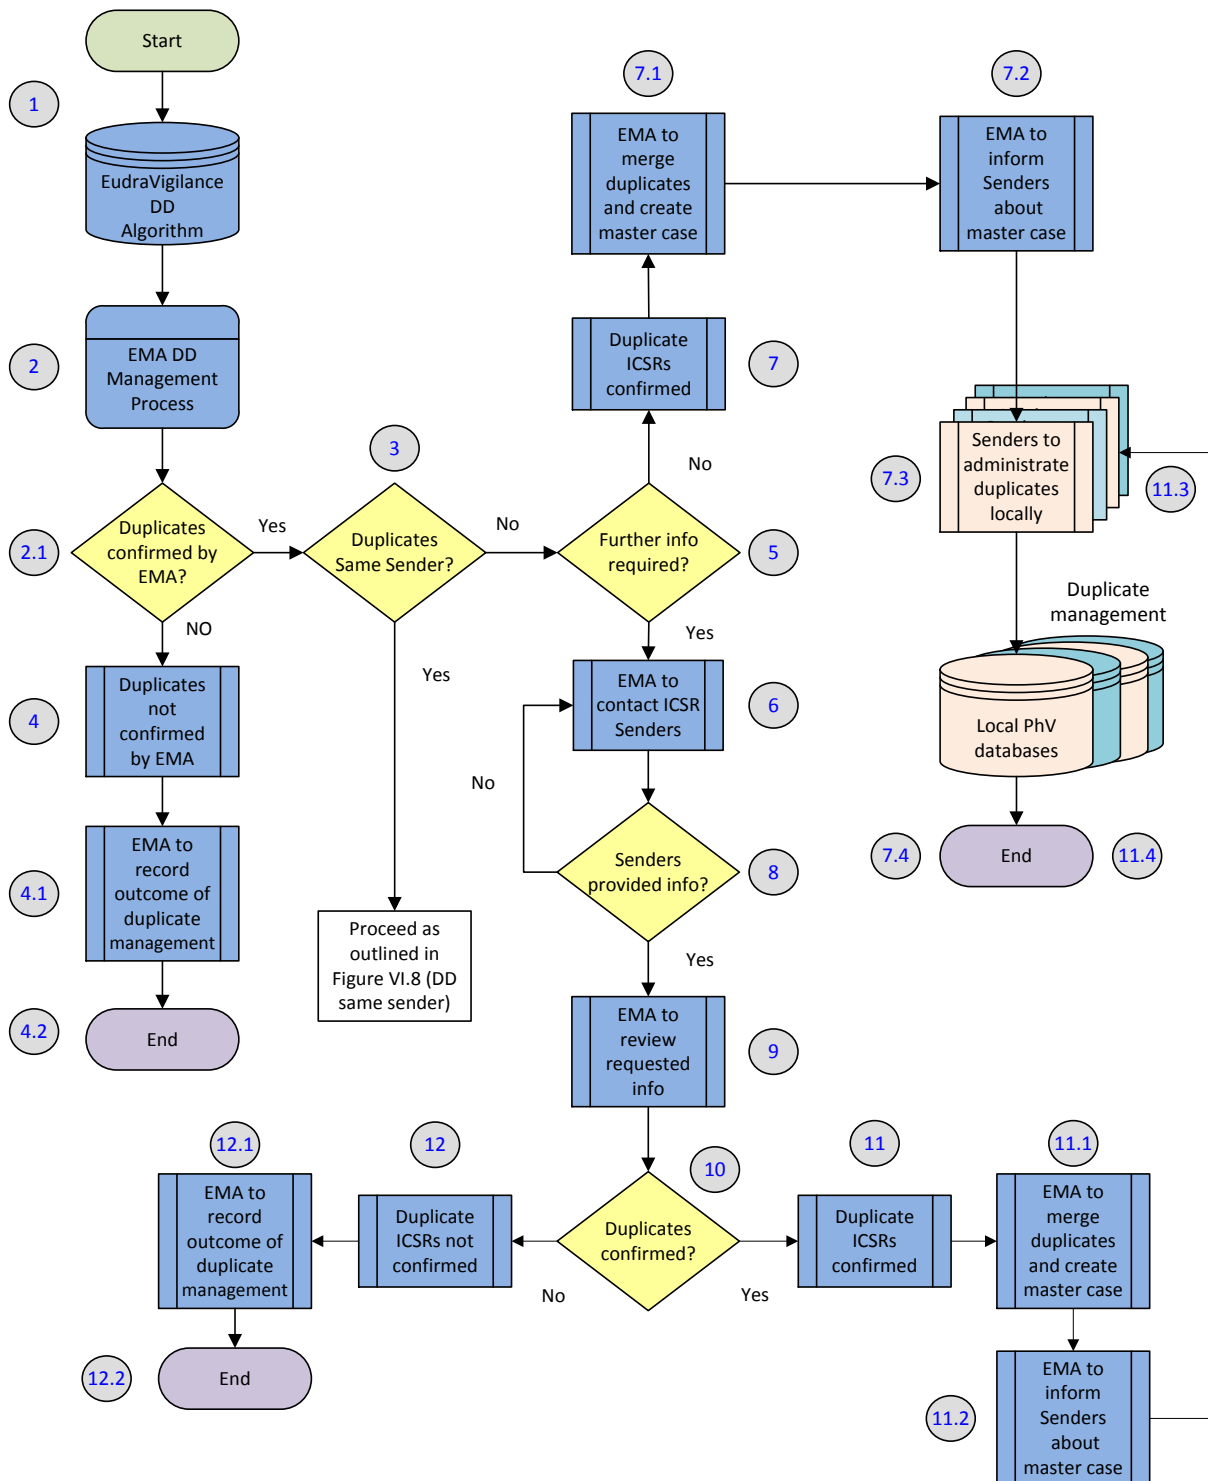 Start
1
EudraVigilance
DD
Algorithm
2
EMA DD
Management
Process
2.1
Duplicates
confirmed by
EMA?
Yes
NO
3
Duplicates
Same Sender?
No
Yes
Proceed as
outlined in
Figure VI.8 (DD
same sender)
4
Duplicates
not
confirmed
by EMA
4.1
EMA to
record
outcome of
duplicate
management
4.2
End
5
Further info
required?
No
Yes
7
Duplicate
ICSRs
confirmed
7.1
EMA to
merge
duplicates
and create
master case
7.2
EMA to
inform
Senders
about
master case
7.3
Senders to
administrate
duplicates
locally
11.3
Duplicate
management
Local PhV
databases
7.4
End
11.4
6
EMA to
contact ICSR
Senders
No
8
Senders
provided info?
Yes
9
EMA to
review
requested
info
10
Duplicates
confirmed?
No
Yes
12
Duplicate
ICSRs not
confirmed
12.1
EMA to
record
outcome of
duplicate
management
12.2
End
11
Duplicate
ICSRs
confirmed
11.1
EMA to
merge
duplicates
and create
master case
11.2
EMA to
inform
Senders
about
master case